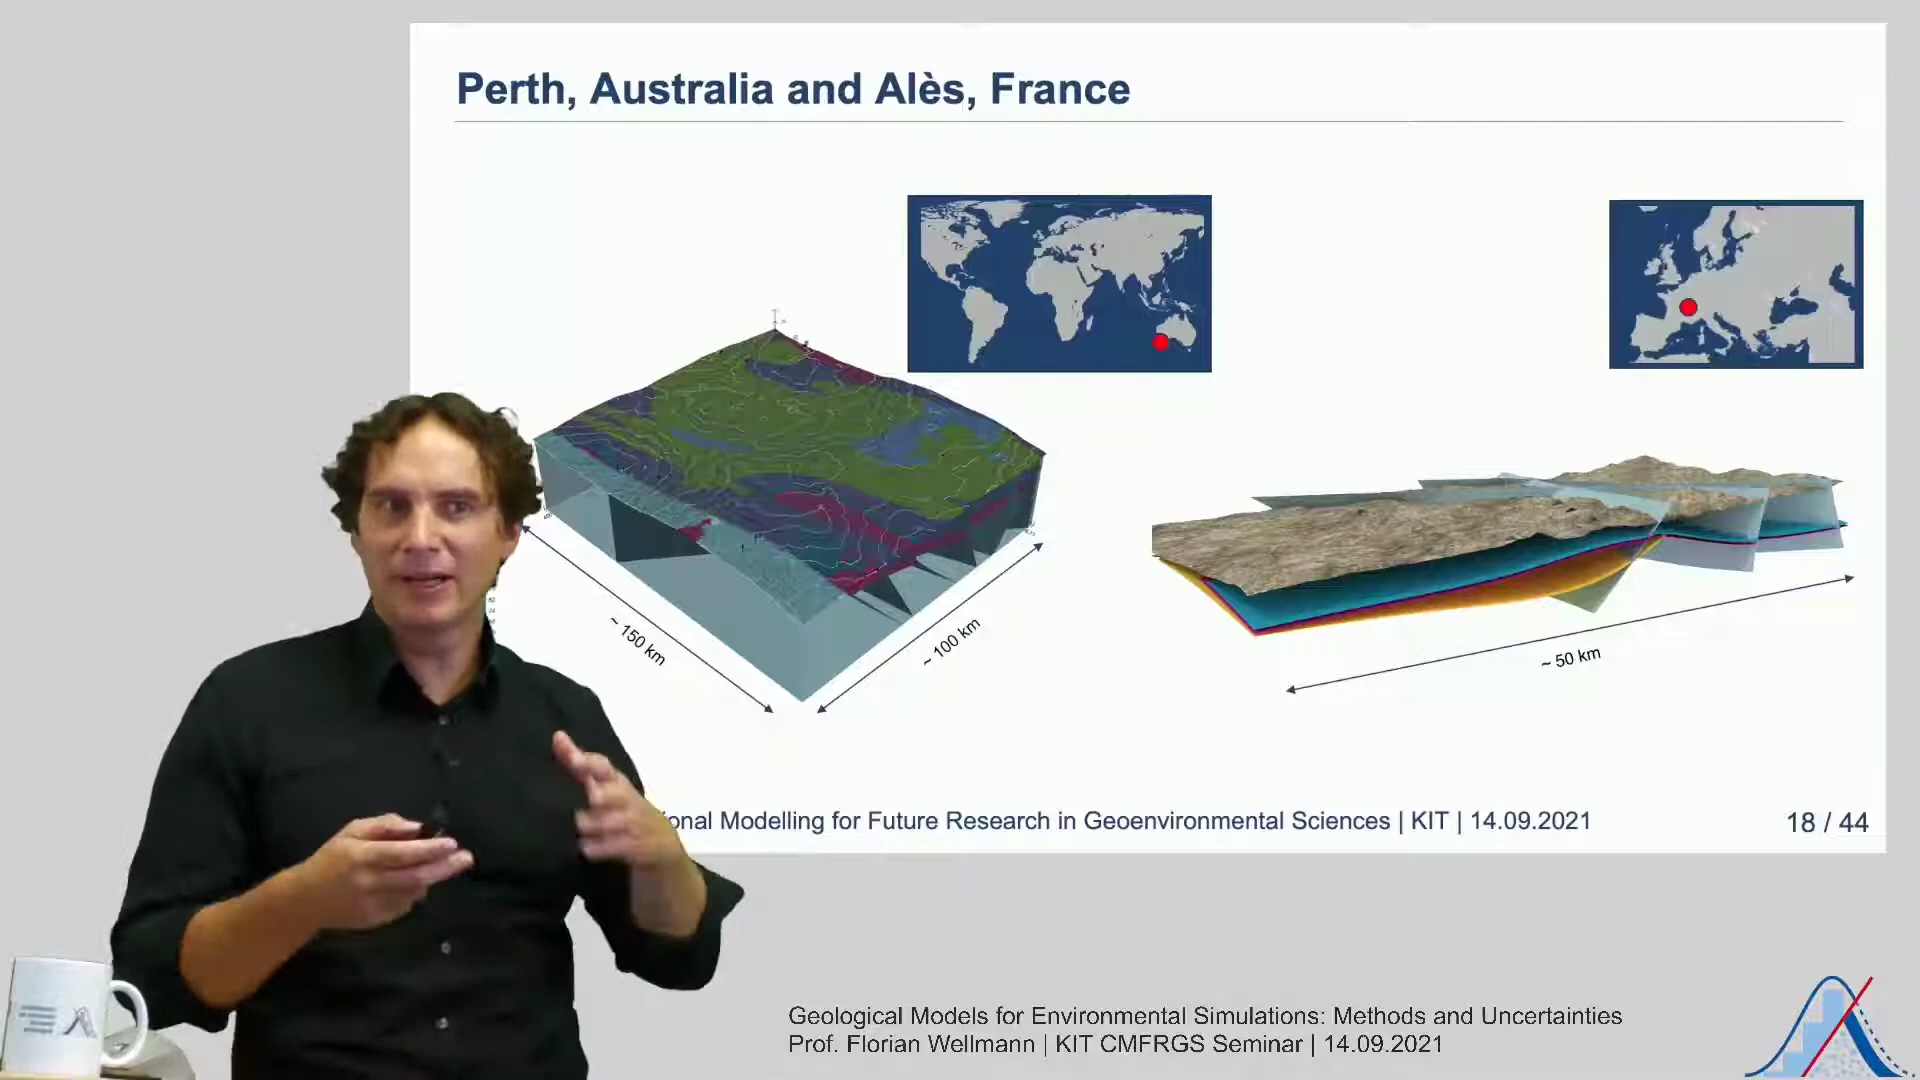 Perth, Australia and Alès, France
~ 150 km
~ 100 km
~ 50 km
onal Modelling for Future Research in Geoenvironmental Sciences | KIT | 14.09.2021
18 / 44
Geological Models for Environmental Simulations: Methods and Uncertainties
Prof. Florian Wellmann | KIT CMFRGS Seminar | 14.09.2021